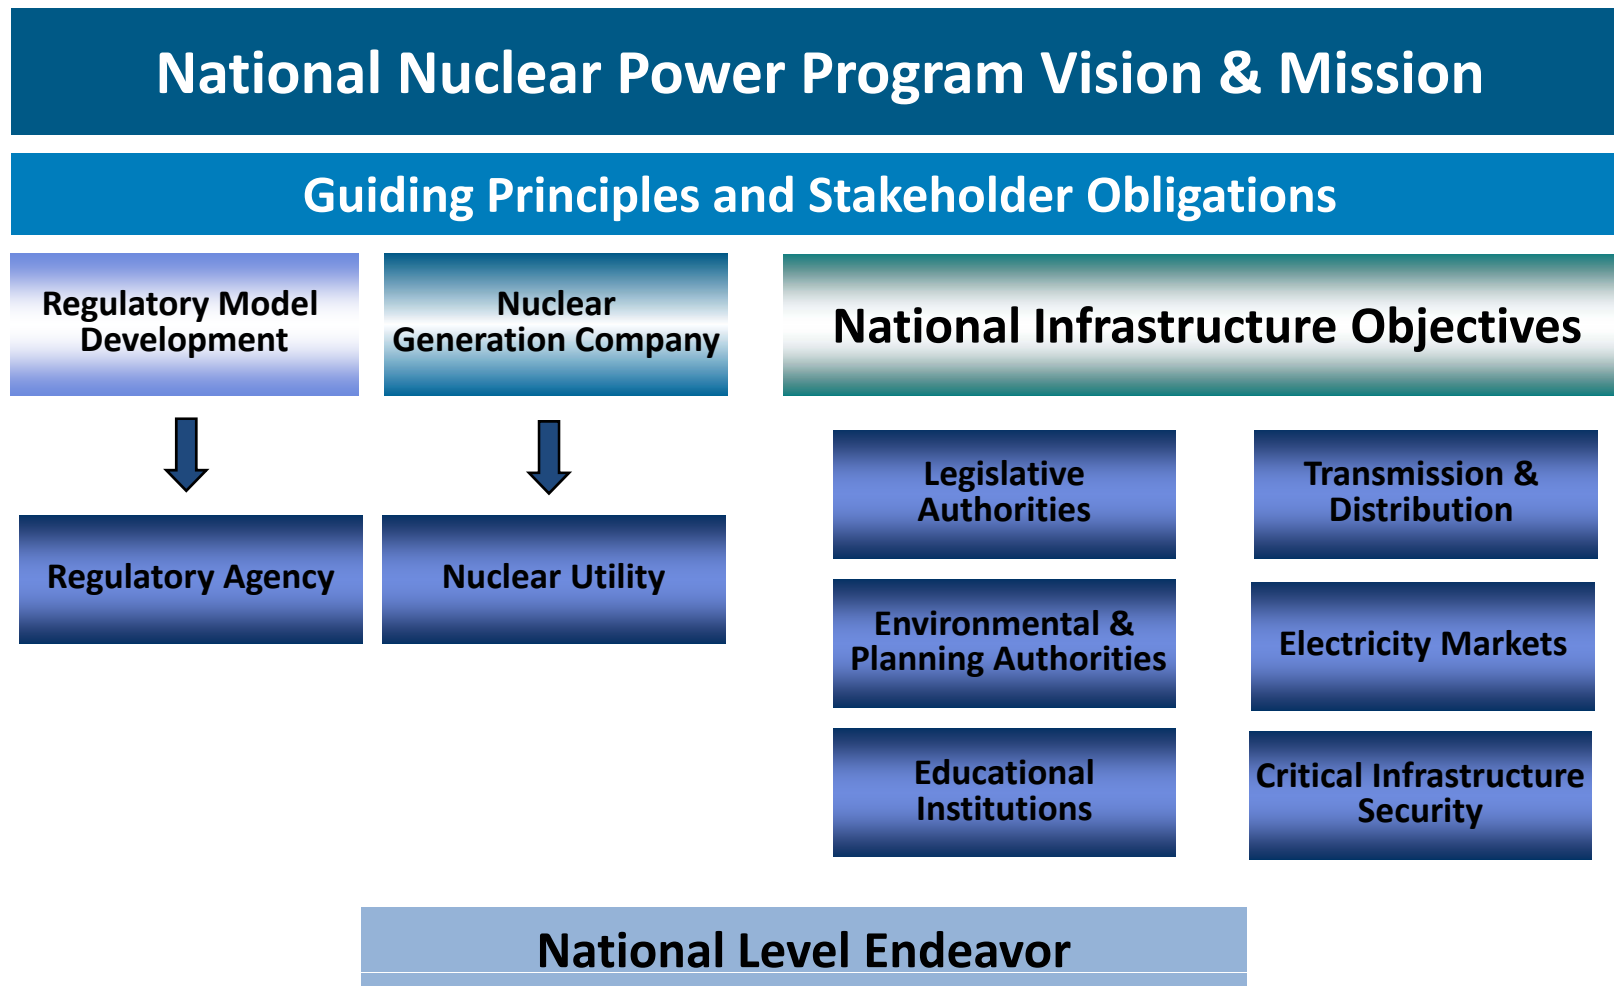 National Nuclear Power Program Vision & Mission
Guiding Principles and Stakeholder Obligations
Regulatory Model
Development
Nuclear
Generation Company
National Infrastructure Objectives
Regulatory Agency
Nuclear Utility
Legislative
Authorities
Transmission &
Distribution
Environmental &
Planning Authorities
Electricity Markets
Educational
Institutions
Critical Infrastructure
Security
National Level Endeavor